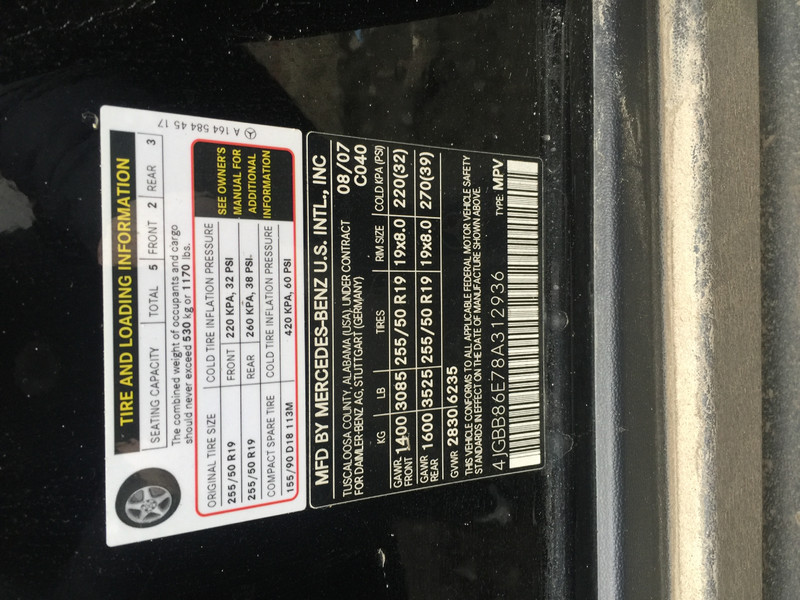 TIRE AND LOADING INFORMATION
SEATING CAPACITY TOTAL 5 FRONT 2 REAR 3
The combined weight of occupants and cargo
should never exceed 530 kg or 1170 lbs.
ORIGINAL TIRE SIZE COLD TIRE INFLATION PRESSURE
255/50 R19 FRONT 220 KPA, 32 PSI
255/50 R19 REAR 260 KPA, 38 PSI
COMPACT SPARE TIRE COLD TIRE INFLATION PRESSURE
155/90 D18 113M 420 KPA, 60 PSI
SEE OWNER'S
MANUAL FOR
ADDITIONAL
INFORMATION
A 164 584 45 17
MFD BY MERCEDES-BENZ U.S. INTL., INC
TUSCALOOSA COUNTY, ALABAMA (USA), UNDER CONTRACT 08/07
FOR DAIMLER-BENZ AG, STUTTGART (GERMANY) C040
KG LB TIRES RIM SIZE COLD KPA (PSI)
GAWR FRONT 1400 3085 255/50 R19 19x8.0 220(32)
GAWR REAR 1600 3525 255/50 R19 19x8.0 270(39)
GVWR 2830 6235
THIS VEHICLE CONFORMS TO ALL APPLICABLE FEDERAL MOTOR VEHICLE SAFETY
STANDARDS IN EFFECT ON THE DATE OF MANUFACTURE SHOWN ABOVE.
4JGBB86E78A312936 TYPE: MPV